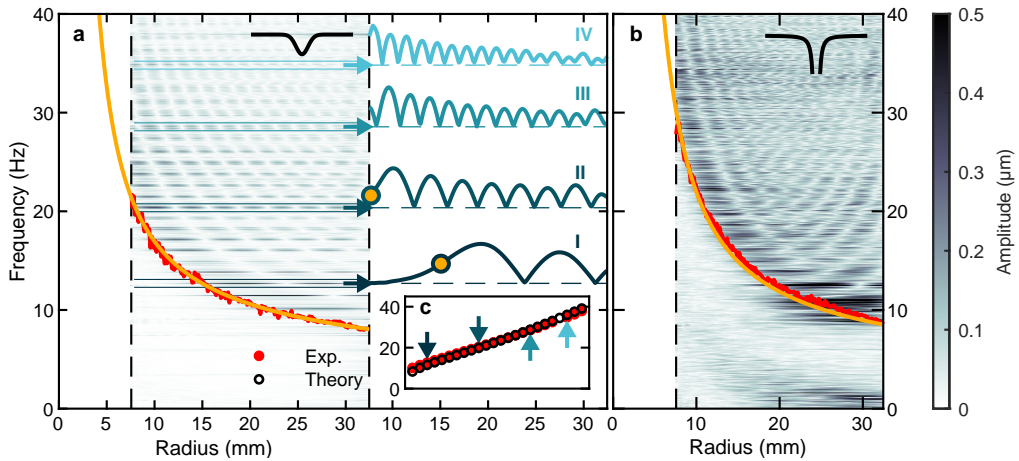 a
b
0.5
0.4
0.3
0.2
0.1
0
Amplitude (μm)
40
30
20
10
0
Frequency (Hz)
IV
III
II
I
Exp.
Theory
c
40
20
0
0 5 10 15 20 25 30
Radius (mm)
10 15 20 25 30
40
30
20
10
0
0 10 20 30
Radius (mm)